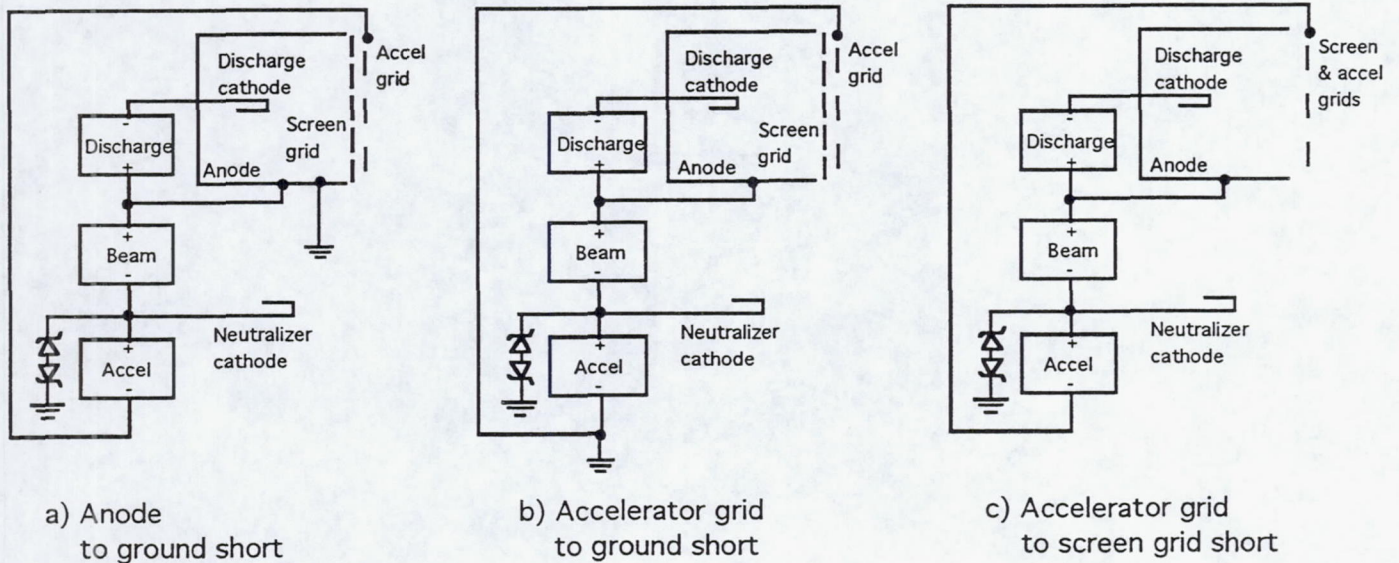 Discharge
cathode
Accel
grid
Screen
grid
Discharge
-
+
Anode
+
Beam
-
Neutralizer
cathode
+
Accel
-
a) Anode
to ground short
Discharge
cathode
Accel
grid
Screen
grid
-
Discharge
+
Anode
+
Beam
-
Neutralizer
cathode
+
Accel
-
b) Accelerator grid
to ground short
Discharge
cathode
Screen
& accel
grids
-
Discharge
+
Anode
+
Beam
-
Neutralizer
cathode
+
Accel
-
c) Accelerator grid
to screen grid short